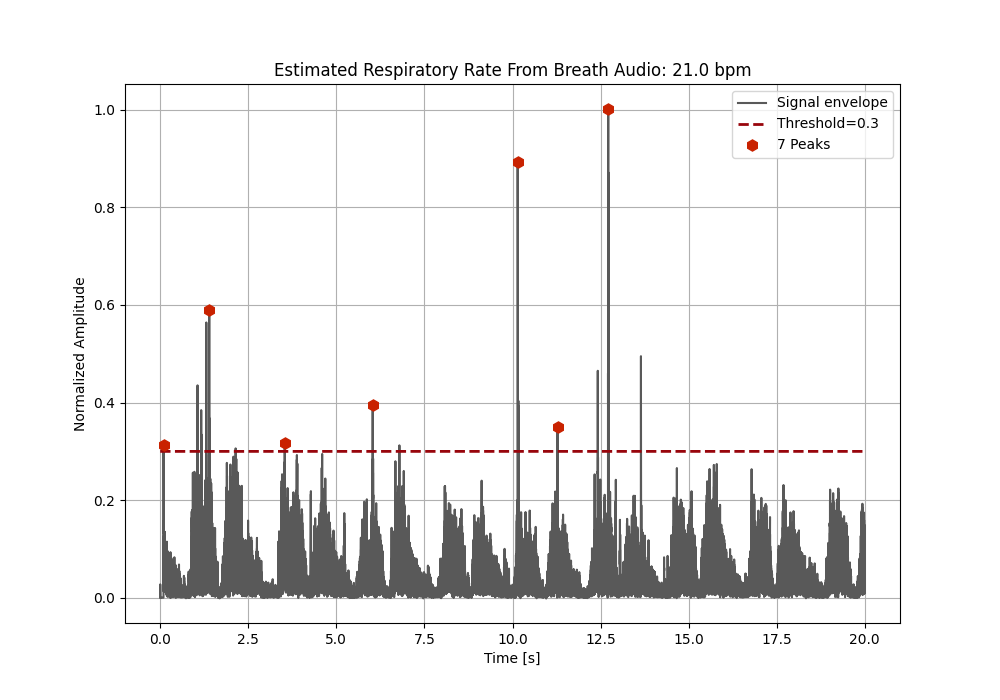 Estimated Respiratory Rate From Breath Audio: 21.0 bpm
Signal envelope
Threshold=0.3
7 Peaks
Normalized Amplitude
1.0
0.8
0.6
0.4
0.2
0.0
0.0 2.5 5.0 7.5 10.0 12.5 15.0 17.5 20.0
Time [s]